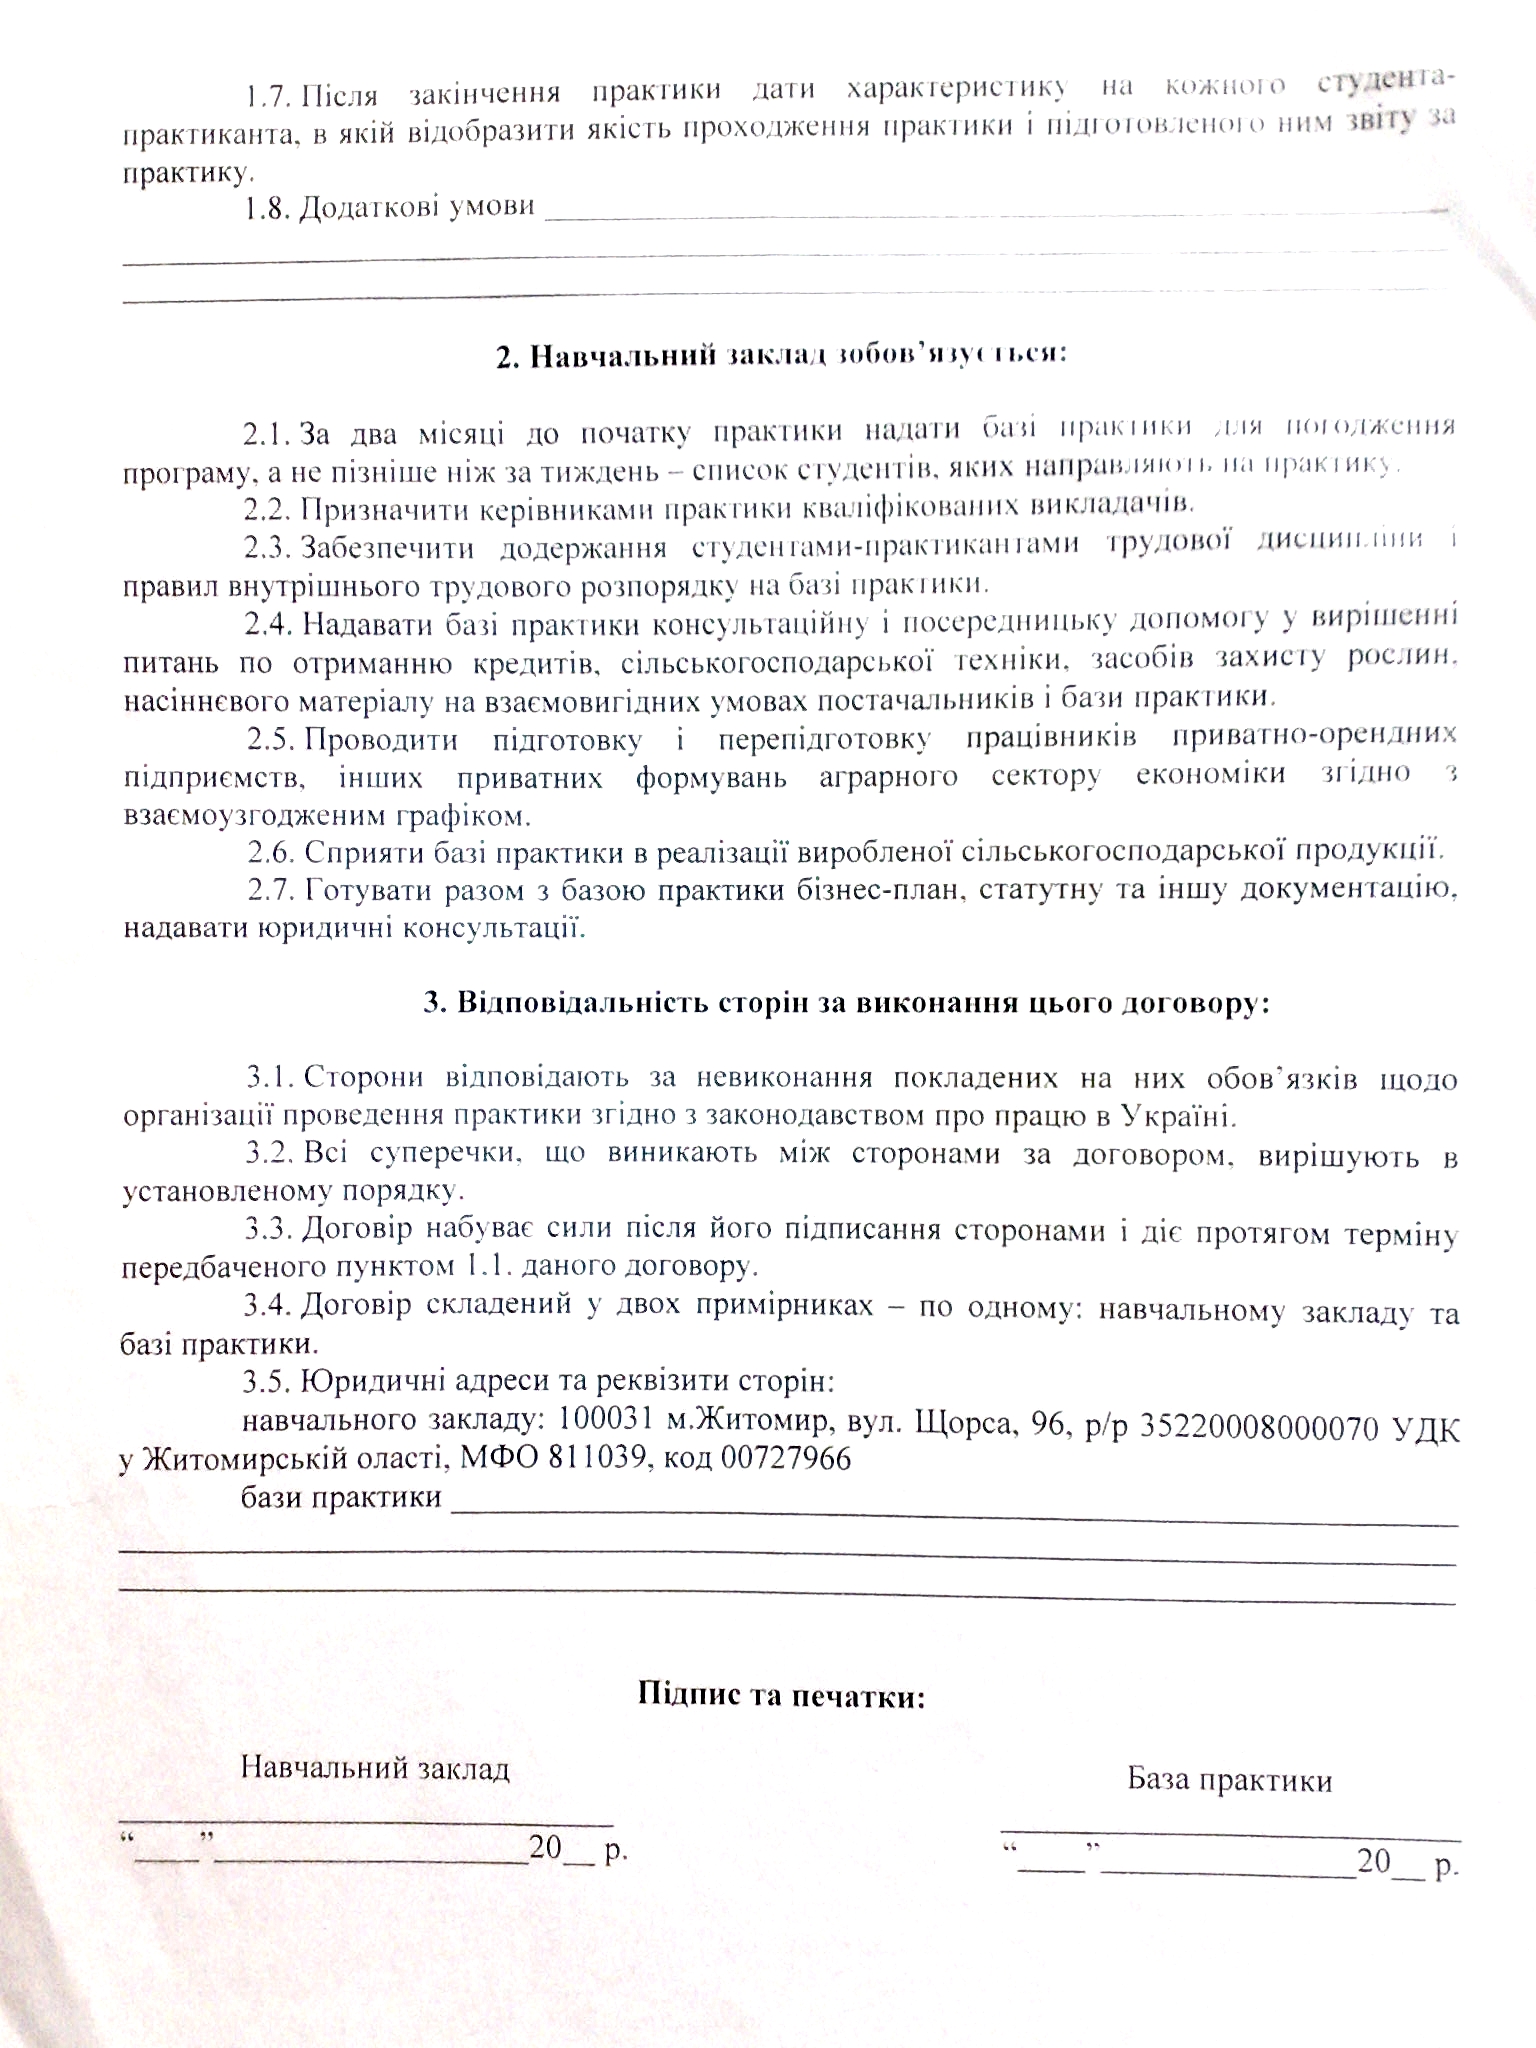 1.7. Після закінчення практики дати характеристику на кожного студента-
практиканта, в якій відобразити якість проходження практики і підготовленого ним звіту за
практику.
1.8. Додаткові умови ____
2. Навчальний заклад зобов’язується:
2.1. За два місяці до початку практики надати базі практики для погодження
програму, а не пізніше ніж за тиждень – список студентів, яких направляють на практику.
2.2. Призначити керівниками практики кваліфікованих викладачів.
2.3. Забезпечити додержання студентами-практикантами трудової дисципліни і
правил внутрішнього трудового розпорядку на базі практики.
2.4. Надавати базі практики консультаційну і посередницьку допомогу у вирішенні
питань по отриманню кредитів, сільськогосподарської техніки, засобів захисту рослин,
насіннєвого матеріалу на взаємовигідних умовах постачальників і бази практики.
2.5. Проводити підготовку і перепідготовку працівників приватно-орендних
підприємств, інших приватних формувань аграрного сектору економіки згідно з
взаємоузгодженим графіком.
2.6. Сприяти базі практики в реалізації виробленої сільськогосподарської продукції.
2.7. Готувати разом з базою практики бізнес-план, статутну та іншу документацію,
надавати юридичні консультації.
3. Відповідальність сторін за виконання цього договору:
3.1. Сторони відповідають за невиконання покладених на них обов’язків щодо
організації проведення практики згідно з законодавством про працю в Україні.
3.2. Всі суперечки, що виникають між сторонами за договором, вирішують в
установленому порядку.
3.3. Договір набуває сили після його підписання сторонами і діє протягом терміну
передбаченого пунктом 1.1. даного договору.
3.4. Договір складений у двох примірниках – по одному: навчальному закладу та
базі практики.
3.5. Юридичні адреси та реквізити сторін:
навчального закладу: 100031 м.Житомир, вул. Щорса, 96, р/р 35220008000070 УДК
у Житомирській оласті, МФО 811039, код 00727966
бази практики ____
Підпис та печатки:
Навчальний заклад
База практики
“____”____20__ р.
“____”____20__ р.